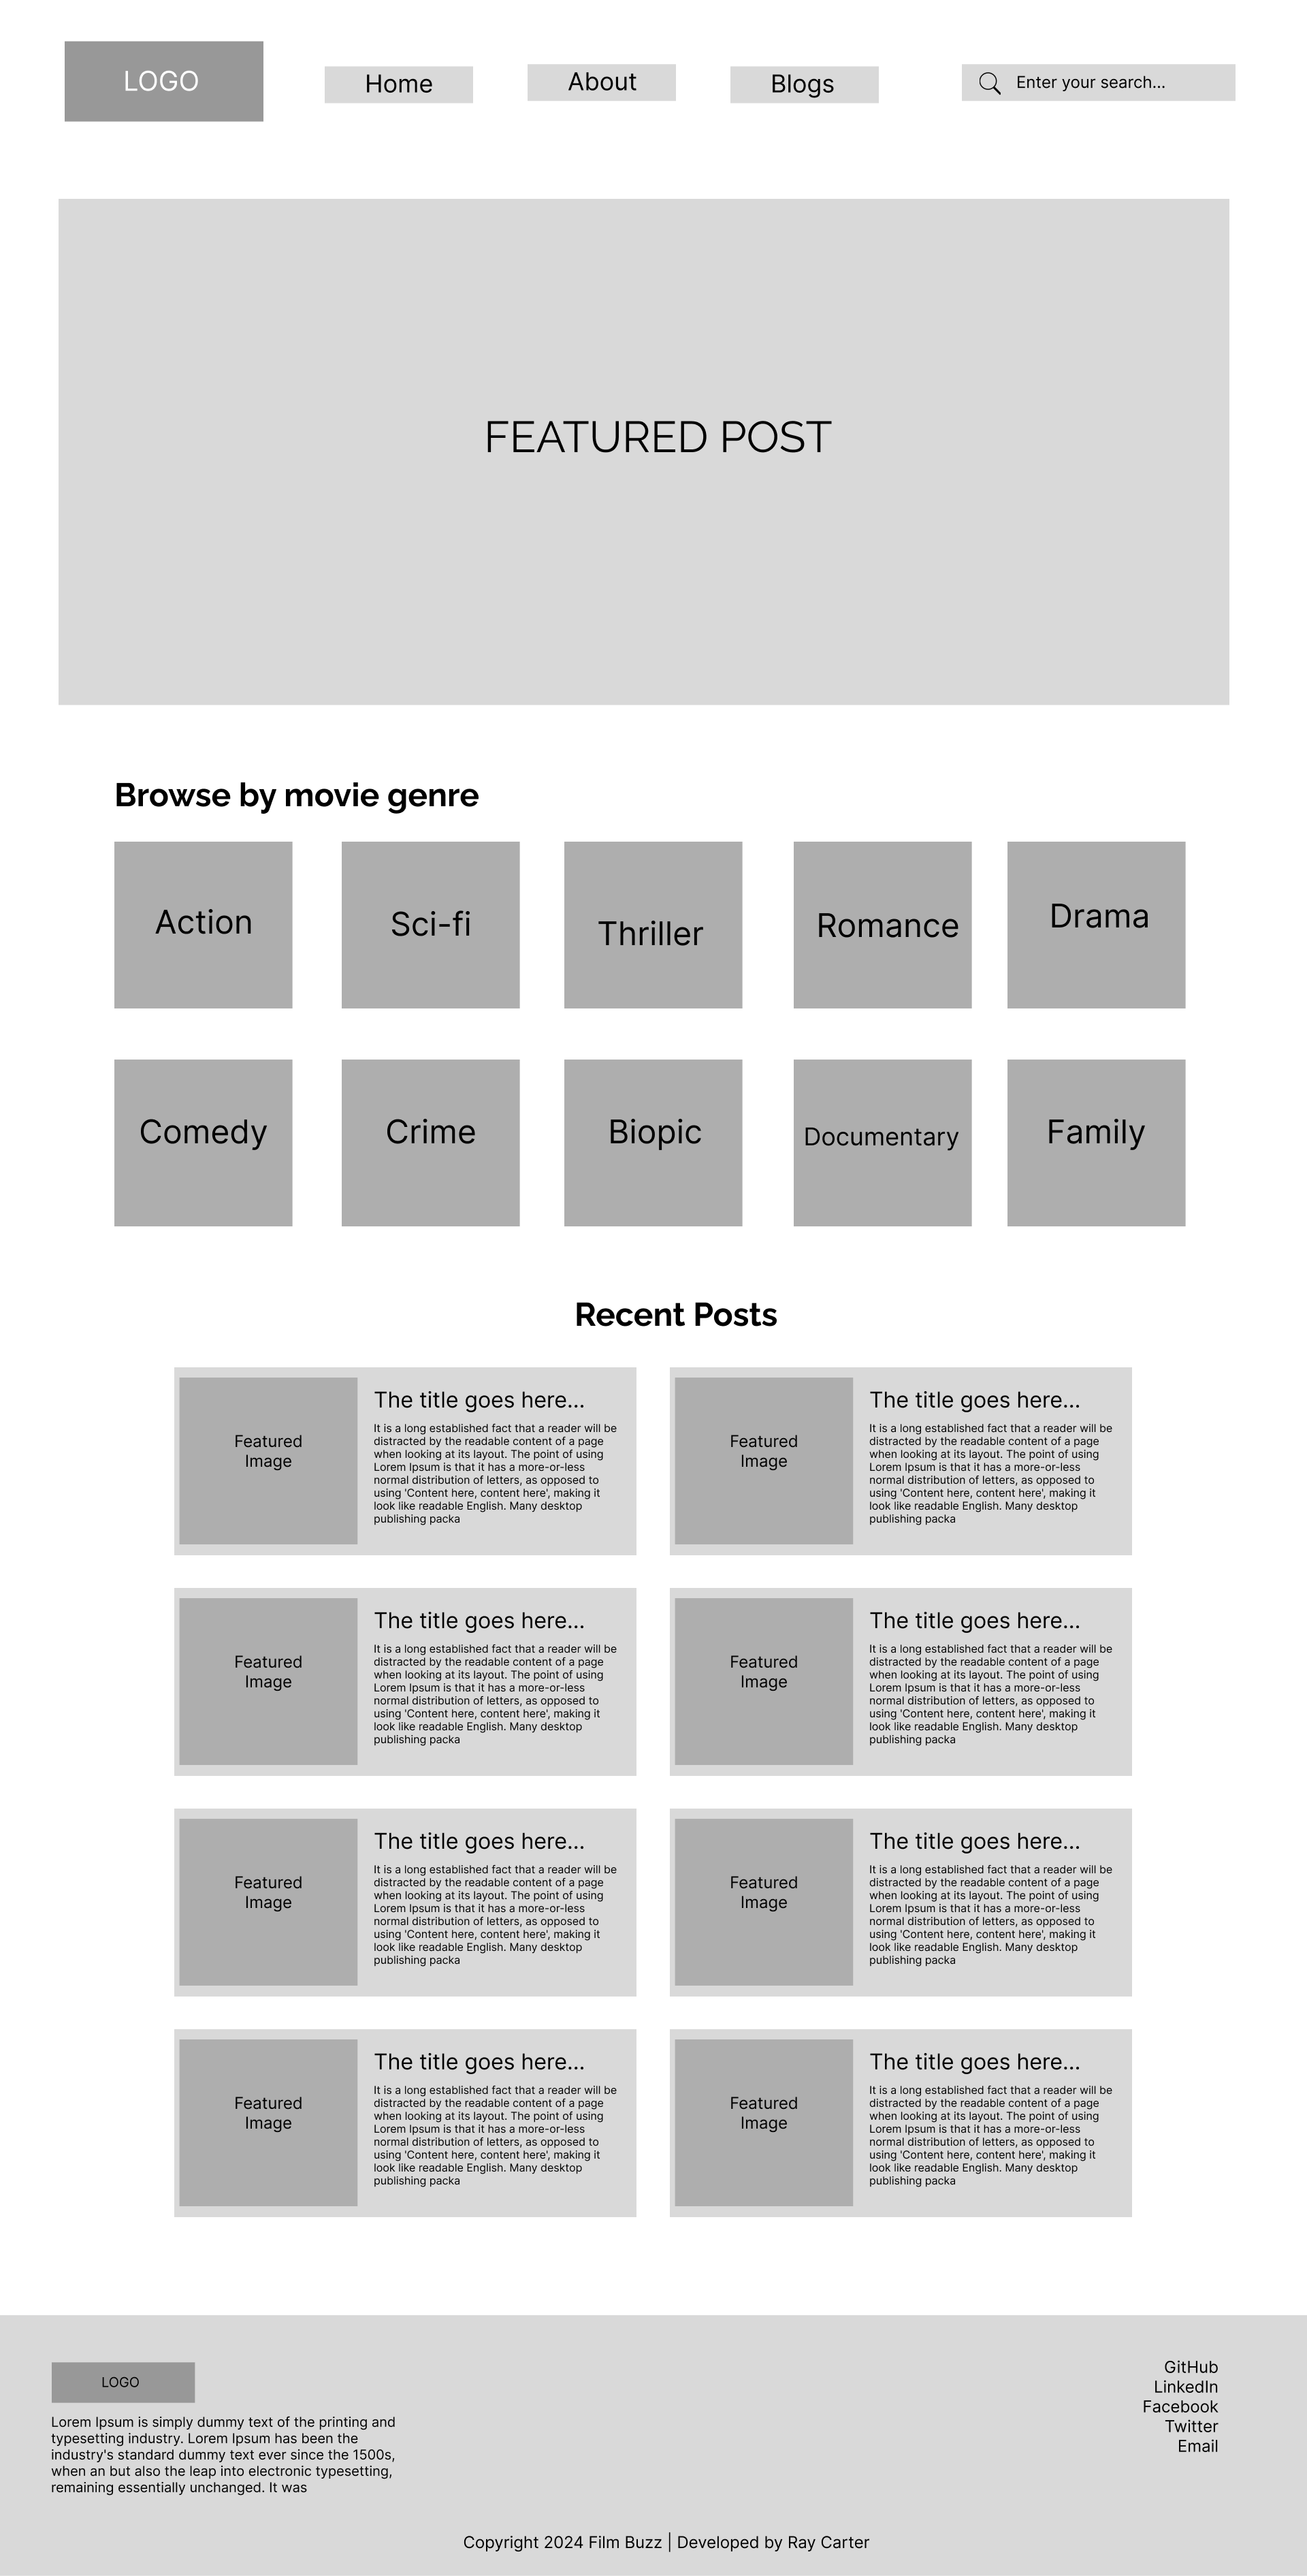 LOGO
Home
About
Blogs
Enter your search...
FEATURED POST
Browse by movie genre
Action
Sci-fi
Thriller
Romance
Drama
Comedy
Crime
Biopic
Documentary
Family
Recent Posts
Featured
Image
The title goes here...
It is a long established fact that a reader will be
distracted by the readable content of a page
when looking at its layout. The point of using
Lorem Ipsum is that it has a more-or-less
normal distribution of letters, as opposed to
using 'Content here, content here', making it
look like readable English. Many desktop
publishing packa
Featured
Image
The title goes here...
It is a long established fact that a reader will be
distracted by the readable content of a page
when looking at its layout. The point of using
Lorem Ipsum is that it has a more-or-less
normal distribution of letters, as opposed to
using 'Content here, content here', making it
look like readable English. Many desktop
publishing packa
Featured
Image
The title goes here...
It is a long established fact that a reader will be
distracted by the readable content of a page
when looking at its layout. The point of using
Lorem Ipsum is that it has a more-or-less
normal distribution of letters, as opposed to
using 'Content here, content here', making it
look like readable English. Many desktop
publishing packa
Featured
Image
The title goes here...
It is a long established fact that a reader will be
distracted by the readable content of a page
when looking at its layout. The point of using
Lorem Ipsum is that it has a more-or-less
normal distribution of letters, as opposed to
using 'Content here, content here', making it
look like readable English. Many desktop
publishing packa
Featured
Image
The title goes here...
It is a long established fact that a reader will be
distracted by the readable content of a page
when looking at its layout. The point of using
Lorem Ipsum is that it has a more-or-less
normal distribution of letters, as opposed to
using 'Content here, content here', making it
look like readable English. Many desktop
publishing packa
Featured
Image
The title goes here...
It is a long established fact that a reader will be
distracted by the readable content of a page
when looking at its layout. The point of using
Lorem Ipsum is that it has a more-or-less
normal distribution of letters, as opposed to
using 'Content here, content here', making it
look like readable English. Many desktop
publishing packa
Featured
Image
The title goes here...
It is a long established fact that a reader will be
distracted by the readable content of a page
when looking at its layout. The point of using
Lorem Ipsum is that it has a more-or-less
normal distribution of letters, as opposed to
using 'Content here, content here', making it
look like readable English. Many desktop
publishing packa
Featured
Image
The title goes here...
It is a long established fact that a reader will be
distracted by the readable content of a page
when looking at its layout. The point of using
Lorem Ipsum is that it has a more-or-less
normal distribution of letters, as opposed to
using 'Content here, content here', making it
look like readable English. Many desktop
publishing packa
LOGO
Lorem Ipsum is simply dummy text of the printing and
typesetting industry. Lorem Ipsum has been the
industry's standard dummy text ever since the 1500s,
when an but also the leap into electronic typesetting,
remaining essentially unchanged. It was
GitHub
LinkedIn
Facebook
Twitter
Email
Copyright 2024 Film Buzz | Developed by Ray Carter